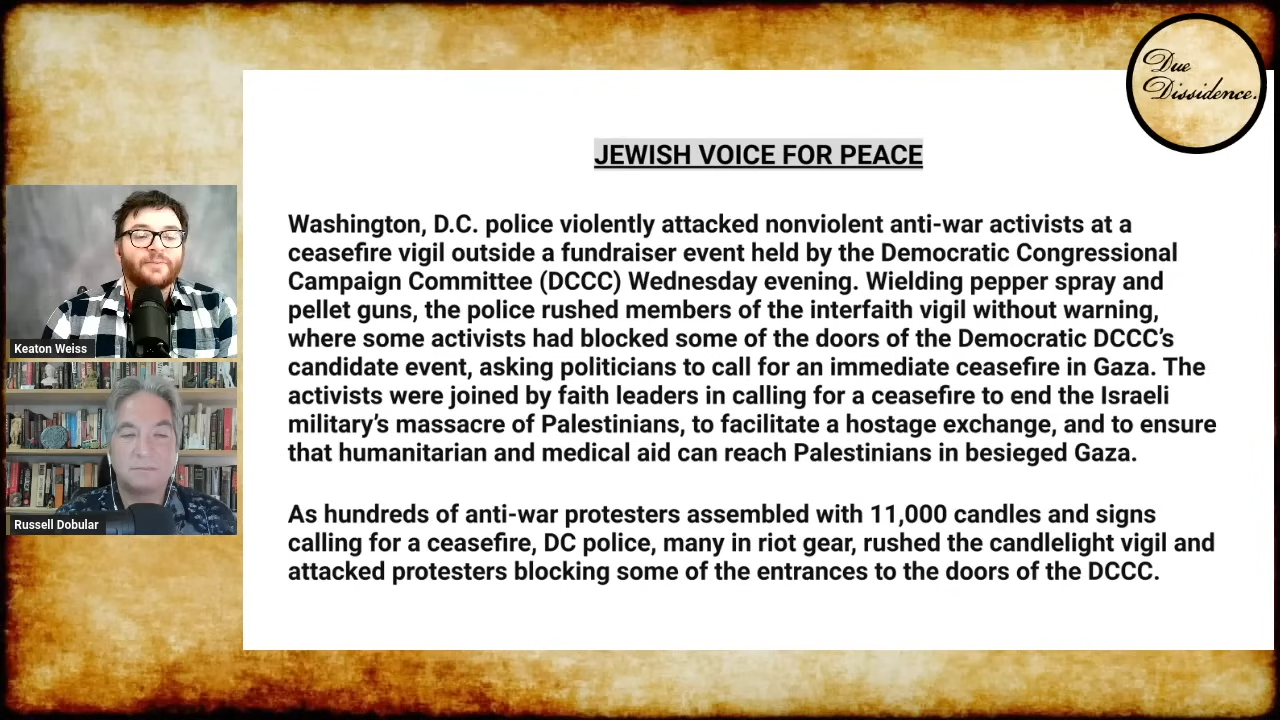 Due
Dissidence.
JEWISH VOICE FOR PEACE
Washington, D.C. police violently attacked nonviolent anti-war activists at a
ceasefire vigil outside a fundraiser event held by the Democratic Congressional
Campaign Committee (DCCC) Wednesday evening. Wielding pepper spray and
pellet guns, the police rushed members of the interfaith vigil without warning,
where some activists had blocked some of the doors of the Democratic DCCC’s
candidate event, asking politicians to call for an immediate ceasefire in Gaza. The
activists were joined by faith leaders in calling for a ceasefire to end the Israeli
military’s massacre of Palestinians, to facilitate a hostage exchange, and to ensure
that humanitarian and medical aid can reach Palestinians in besieged Gaza.
As hundreds of anti-war protesters assembled with 11,000 candles and signs
calling for a ceasefire, DC police, many in riot gear, rushed the candlelight vigil and
attacked protesters blocking some of the entrances to the doors of the DCCC.
Keaton Weiss
Russell Dobular